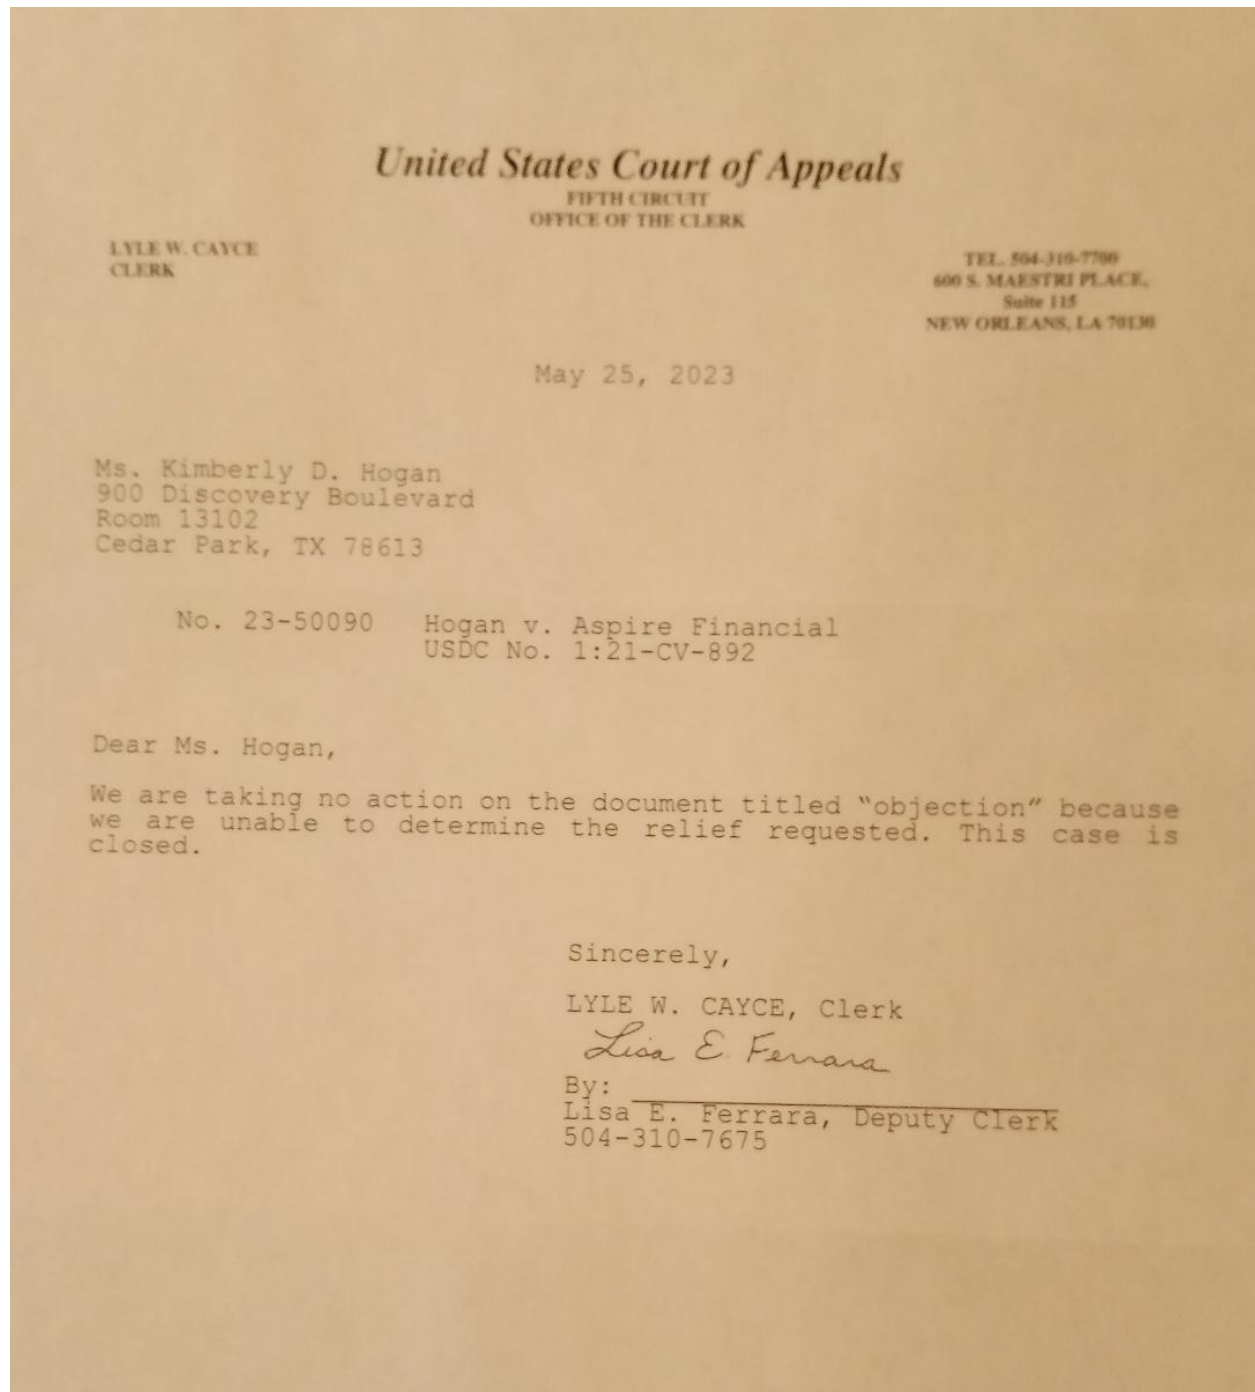 United States Court of Appeals
FIFTH CIRCUIT
OFFICE OF THE CLERK
LYLE W. CAYCE
CLERK
TEL. 504-310-7700
600 S. MAESTRI PLACE,
Suite 115
NEW ORLEANS, LA 70130
May 25, 2023
Ms. Kimberly D. Hogan
900 Discovery Boulevard
Room 13102
Cedar Park, TX 78613
No. 23-50090 Hogan v. Aspire Financial
USDC No. 1:21-CV-892
Dear Ms. Hogan,
We are taking no action on the document titled “objection” because
we are unable to determine the relief requested. This case is
closed.
Sincerely,
LYLE W. CAYCE, Clerk
Lisa E. Ferrara
By:
Lisa E. Ferrara, Deputy Clerk
504-310-7675